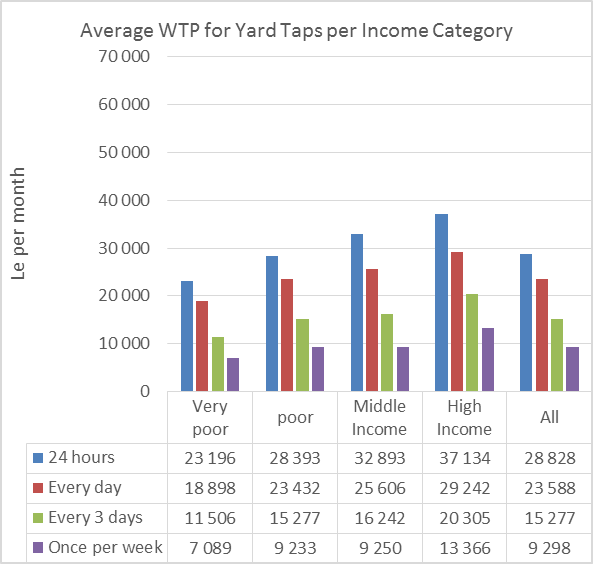 Average WTP for Yard Taps per Income Category
70 000
60 000
50 000
40 000
30 000
20 000
10 000
0
Le per month
Very poor
poor
Middle Income
High Income
All
24 hours 23 196 28 393 32 893 37 134 28 828
Every day 18 898 23 432 25 606 29 242 23 588
Every 3 days 11 506 15 277 16 242 20 305 15 277
Once per week 7 089 9 233 9 250 13 366 9 298